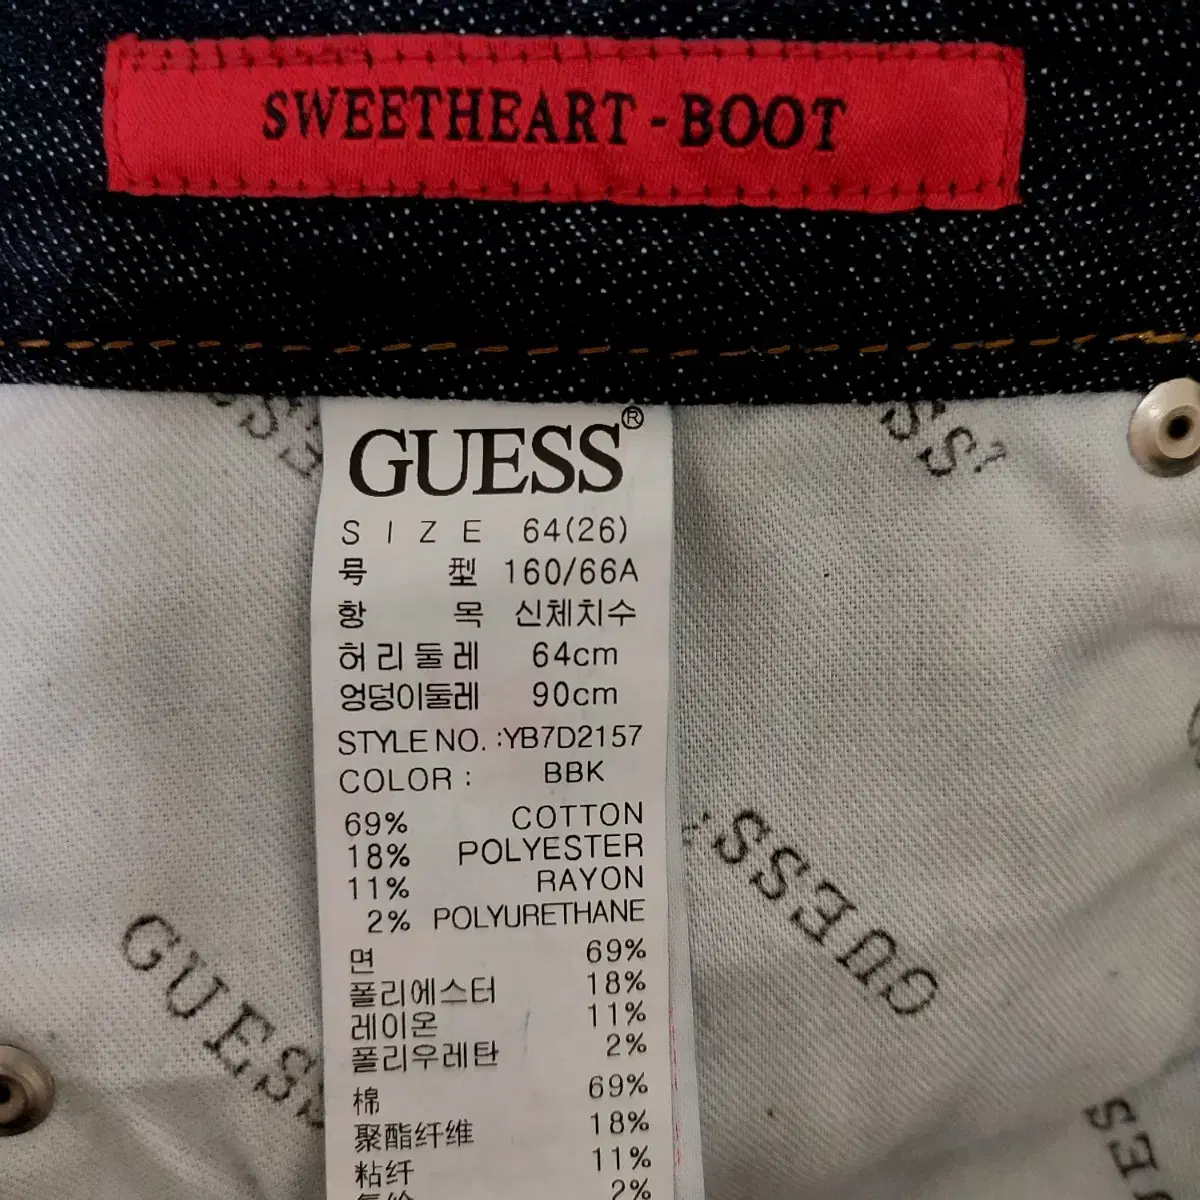 SWEETHEART - BOOT
GUESS®
SIZE 64(26)
号型 160/66A
항목 신체치수
허리둘레 64cm
엉덩이둘레 90cm
STYLE NO. :YB7D2157
COLOR : BBK
69% COTTON
18% POLYESTER
11% RAYON
2% POLYURETHANE
면 69%
폴리에스터 18%
레이온 11%
폴리우레탄 2%
棉 69%
聚酯纤维 18%
粘纤 11%
2%
GUESS
GUESS